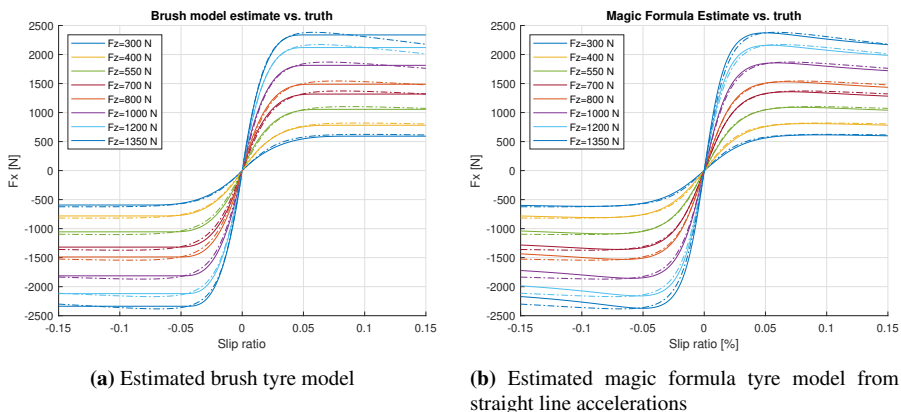 Brush model estimate vs. truth
2500
2000
1500
1000
500
0
-500
-1000
-1500
-2000
-2500
Fx [N]
Fz=300 N
Fz=400 N
Fz=550 N
Fz=700 N
Fz=800 N
Fz=1000 N
Fz=1200 N
Fz=1350 N
-0.15 -0.1 -0.05 0 0.05 0.1 0.15
Slip ratio
(a) Estimated brush tyre model
Magic Formula Estimate vs. truth
2500
2000
1500
1000
500
0
-500
-1000
-1500
-2000
-2500
Fx [N]
Fz=300 N
Fz=400 N
Fz=550 N
Fz=700 N
Fz=800 N
Fz=1000 N
Fz=1200 N
Fz=1350 N
-0.15 -0.1 -0.05 0 0.05 0.1 0.15
Slip ratio [%]
(b) Estimated magic formula tyre model from
straight line accelerations